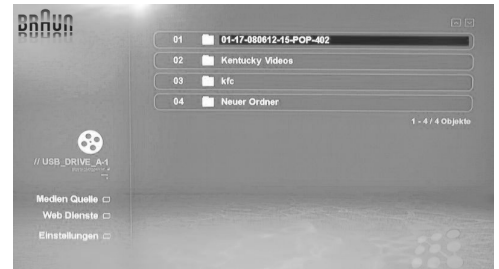 BRAUN
01 01-17-080612-15-POP-402
02 Kentucky Videos
03 kfc
04 Neuer Ordner
1 - 4 / 4 Objekte
// USB_DRIVE_A-1
Medien Quelle
Web Dienste
Einstellungen